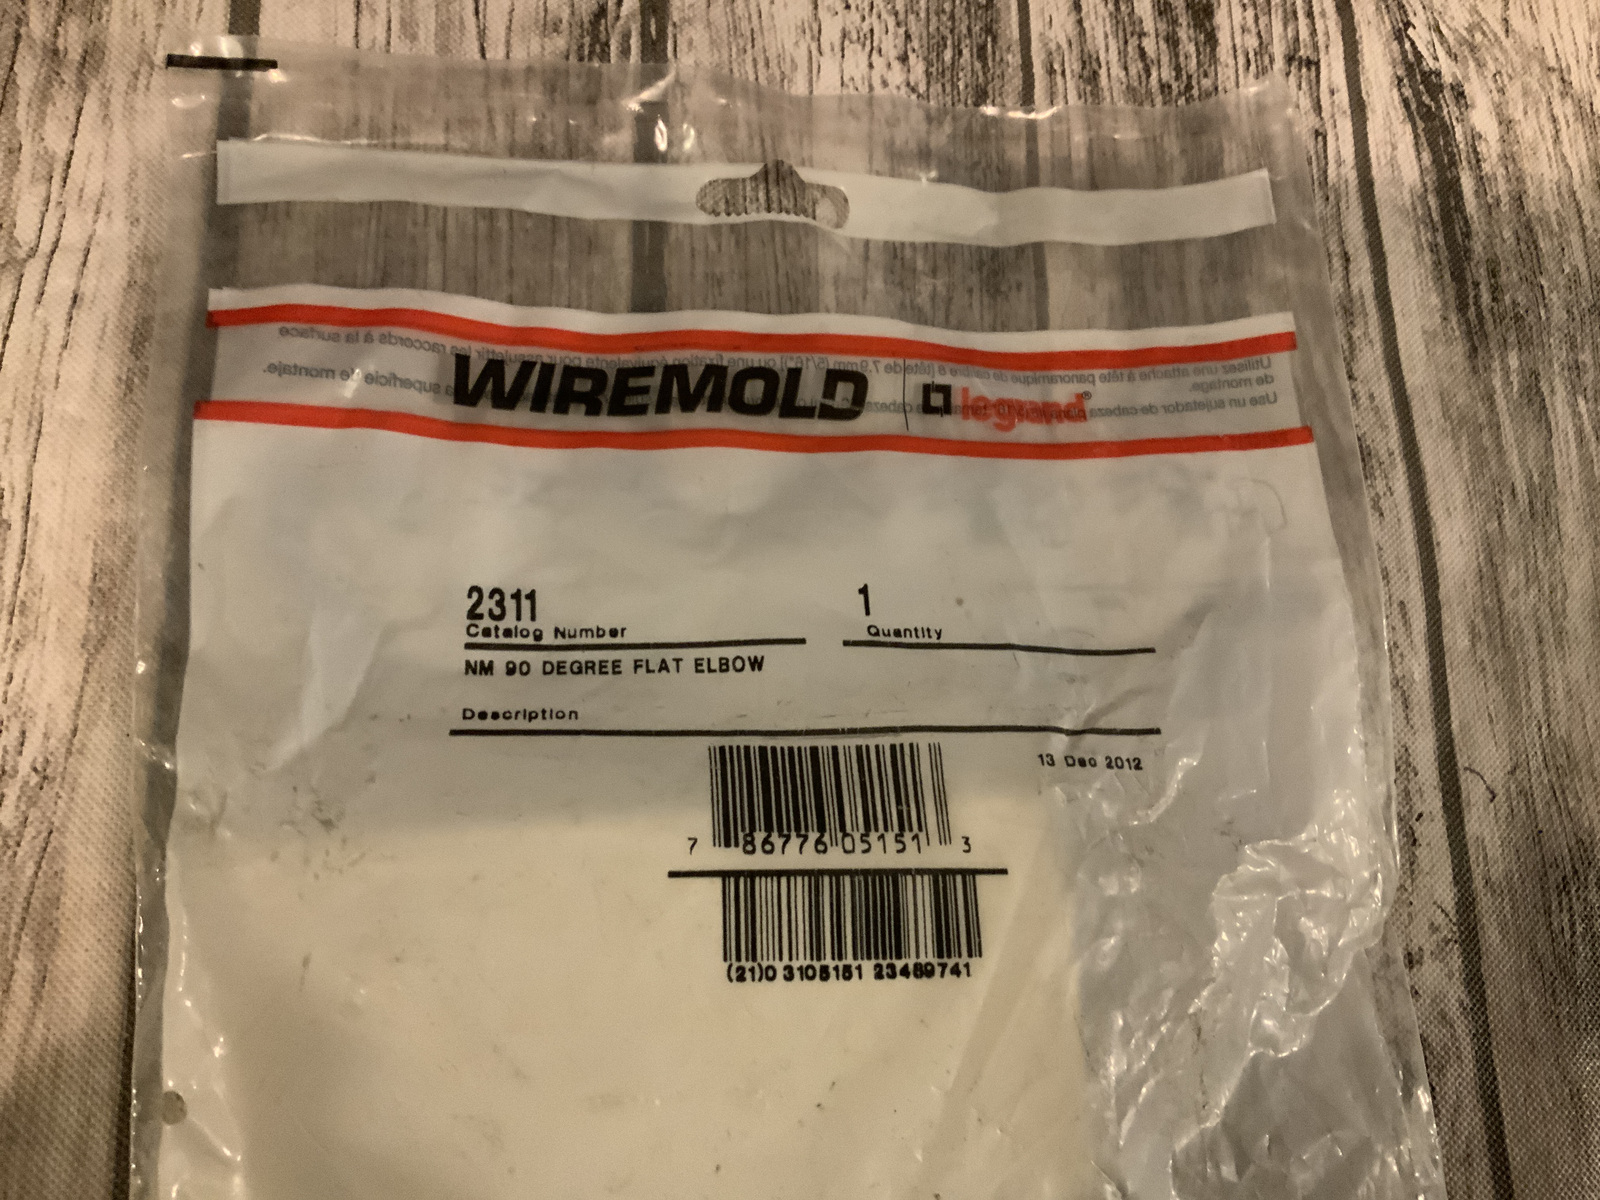 WIREMOLD legrand®
2311
Catalog Number
1
Quantity
NM 90 DEGREE FLAT ELBOW
Description
13 Dec 2012
7 86776 05151 3
(21)0 3105151 23489741